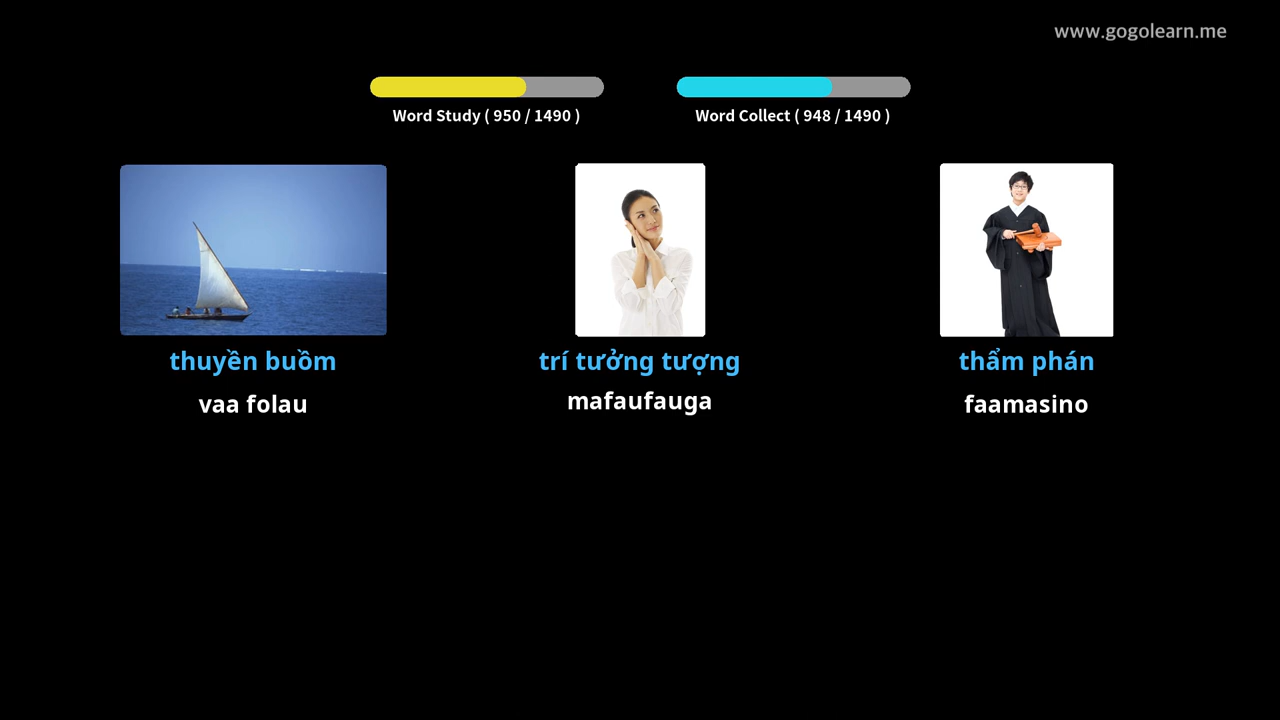 www.gogolearn.me
Word Study ( 950 / 1490 )
Word Collect ( 948 / 1490 )
thuyền buồm
vaa folau
trí tưởng tượng
mafaufauga
thẩm phán
faamasino